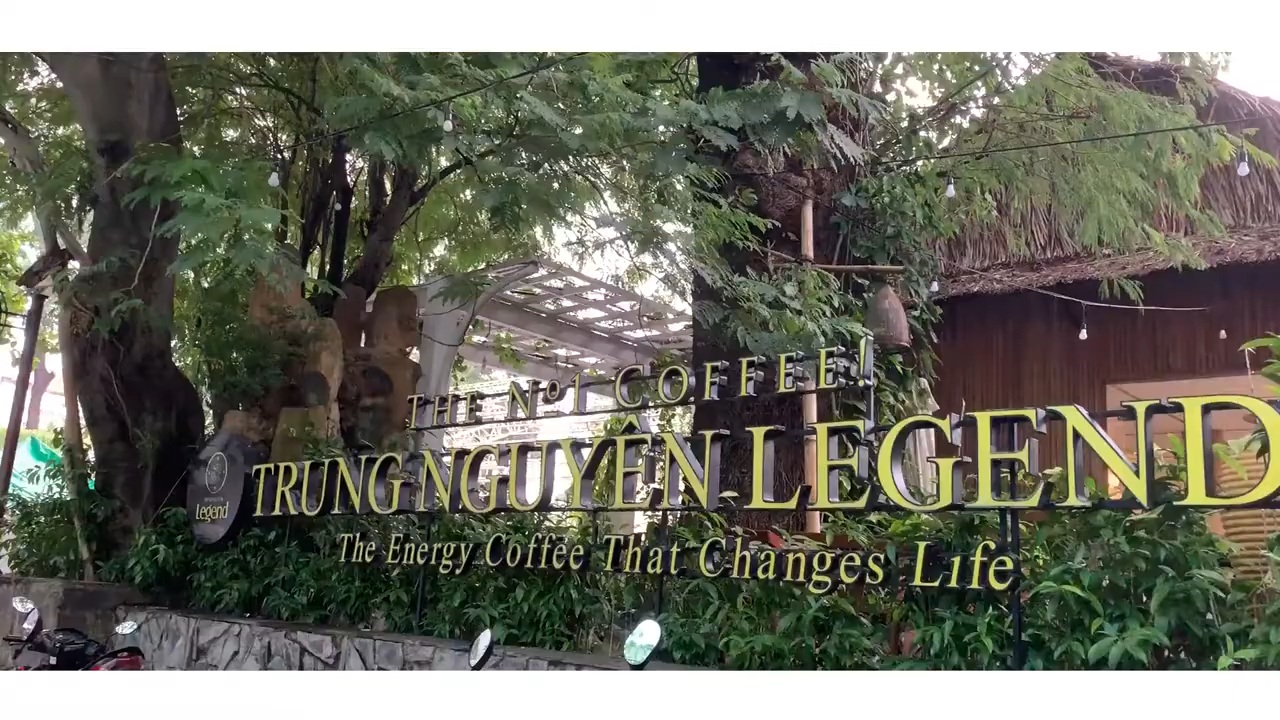 THE Nº1 COFFEE!
TRUNG NGUYÊN LEGEND
Legend
The Energy Coffee That Changes Life